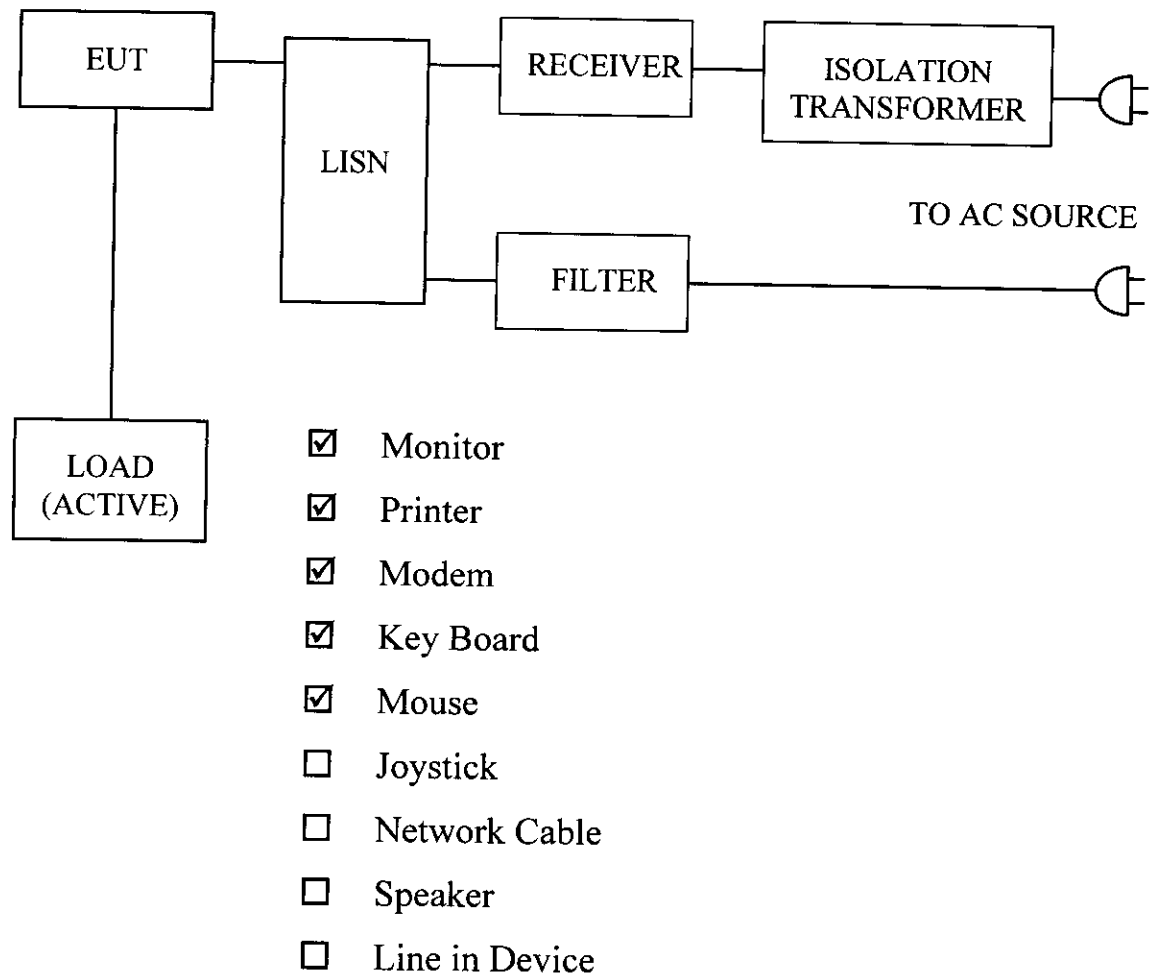 EUT
LISN
RECEIVER
ISOLATION
TRANSFORMER
TO AC SOURCE
FILTER
LOAD
(ACTIVE)
☑ Monitor
☑ Printer
☑ Modem
☑ Key Board
☑ Mouse
☐ Joystick
☐ Network Cable
☐ Speaker
☐ Line in Device